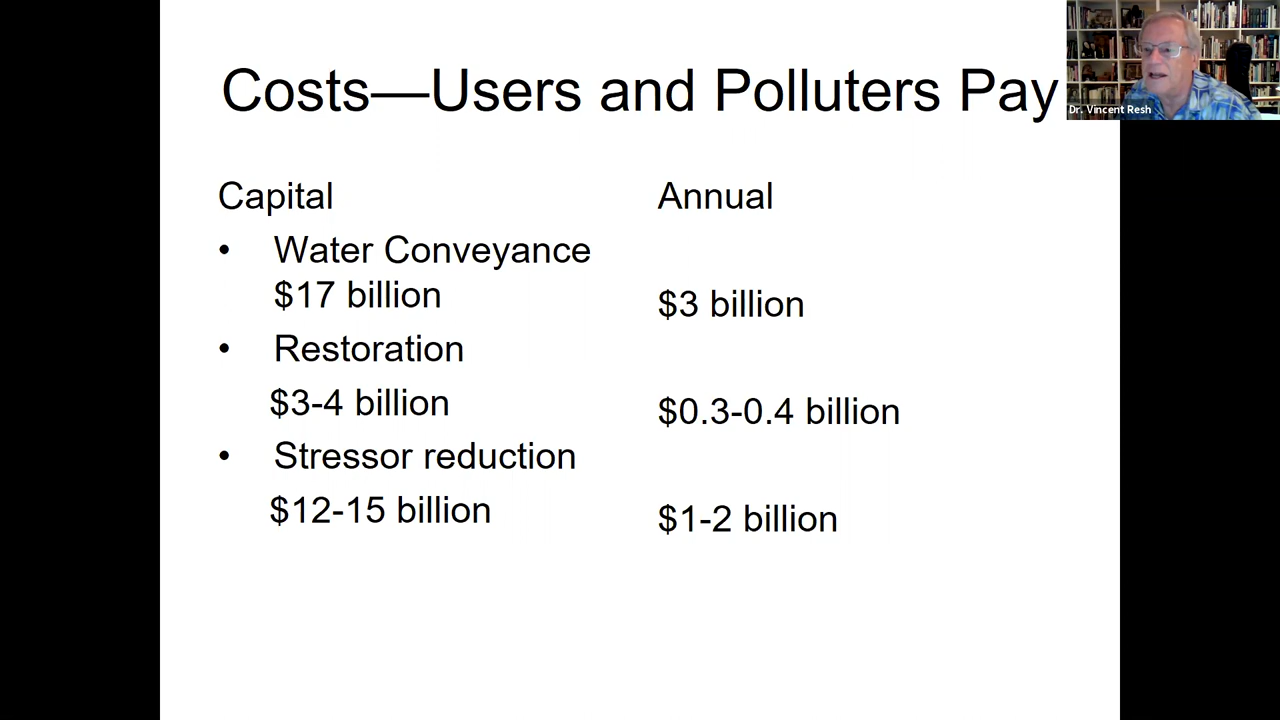 Costs—Users and Polluters Pay
Dr. Vincent Resh
Capital
• Water Conveyance
$17 billion
• Restoration
$3-4 billion
• Stressor reduction
$12-15 billion
Annual
$3 billion
$0.3-0.4 billion
$1-2 billion